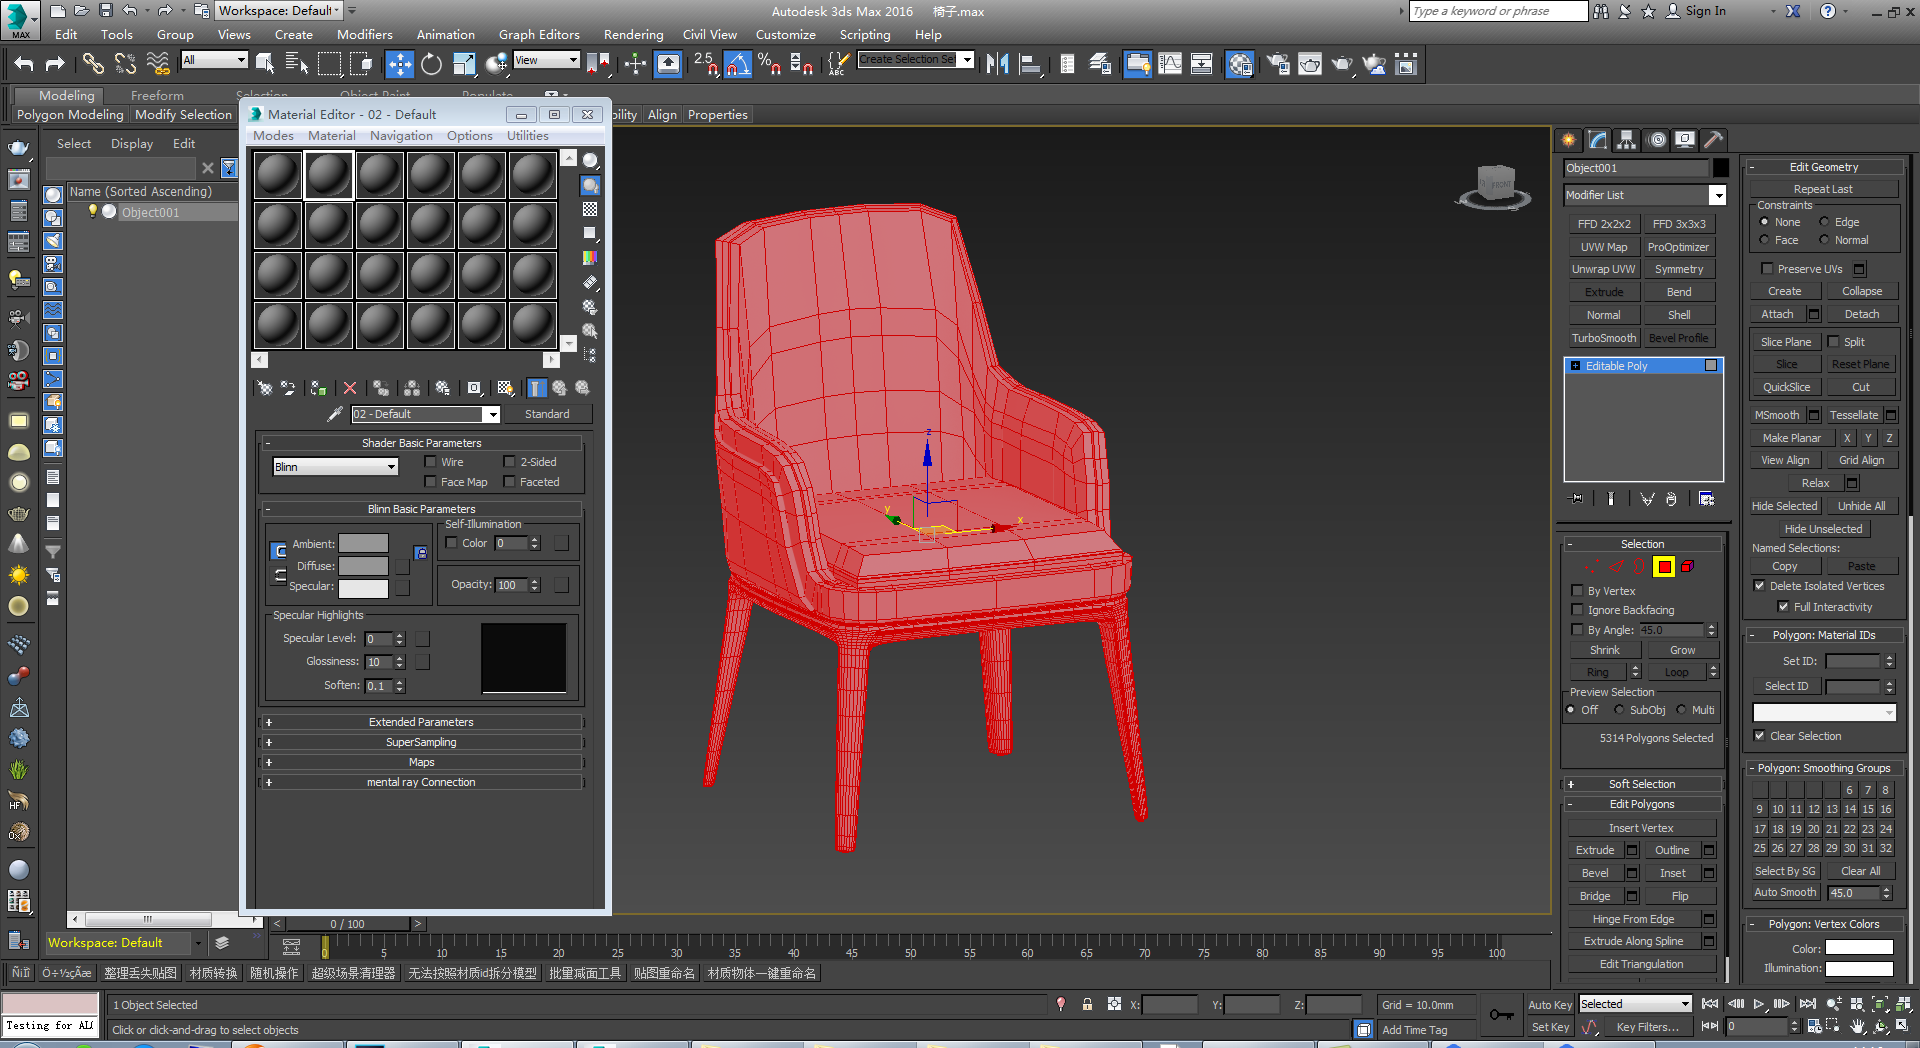 Workspace: Default
Autodesk 3ds Max 2016 椅子.max
Type a keyword or phrase
Sign In
MAX
Edit Tools Group Views Create Modifiers Animation Graph Editors Rendering Civil View Customize Scripting Help
All
View
2.5
Create Selection Se
Modeling Freeform Selection Object Paint Populate
Polygon Modeling Modify Selection
Align Properties
Select Display Edit
Name (Sorted Ascending)
Object001
Material Editor - 02 - Default
Modes Material Navigation Options Utilities
02 - Default
Standard
Shader Basic Parameters
Blinn
Wire
2-Sided
Face Map
Faceted
Blinn Basic Parameters
Self-Illumination
Ambient:
Color 0
Diffuse:
Specular:
Opacity: 100
Specular Highlights
Specular Level: 0
Glossiness: 10
Soften: 0.1
Extended Parameters
SuperSampling
Maps
mental ray Connection
z
y
x
FRONT
Object001
Modifier List
FFD 2x2x2 FFD 3x3x3
UVW Map ProOptimizer
Unwrap UVW Symmetry
Extrude Bend
Normal Shell
TurboSmooth Bevel Profile
Editable Poly
Selection
By Vertex
Ignore Backfacing
By Angle: 45.0
Shrink Grow
Ring Loop
Preview Selection
Off SubObj Multi
5314 Polygons Selected
Soft Selection
Edit Polygons
Insert Vertex
Extrude Outline
Bevel Inset
Bridge Flip
Hinge From Edge
Extrude Along Spline
Edit Triangulation
Edit Geometry
Repeat Last
Constraints
None Edge
Face Normal
Preserve UVs
Create Collapse
Attach Detach
Slice Plane Split
Slice Reset Plane
QuickSlice Cut
MSmooth Tessellate
Make Planar X Y Z
View Align Grid Align
Relax
Hide Selected Unhide All
Hide Unselected
Named Selections:
Copy Paste
Delete Isolated Vertices
Full Interactivity
Polygon: Material IDs
Set ID:
Select ID
Clear Selection
Polygon: Smoothing Groups
6 7 8
9 10 11 12 13 14 15 16
17 18 19 20 21 22 23 24
25 26 27 28 29 30 31 32
Select By SG Clear All
Auto Smooth 45.0
Polygon: Vertex Colors
Color:
Illumination:
0 / 100
Workspace: Default
0 5 10 15 20 25 30 35 40 45 50 55 60 65 70 75 80 85 90 95 100
整理丢失贴图 材质转换 随机操作 超级场景清理器 无法按照材质id拆分模型 批量减面工具 贴图重命名 材质物体一键重命名
1 Object Selected
X: Y: Z:
Grid = 10.0mm
Auto Key
Selected
Testing for ALL
Click or click-and-drag to select objects
Add Time Tag
Set Key
Key Filters...
0